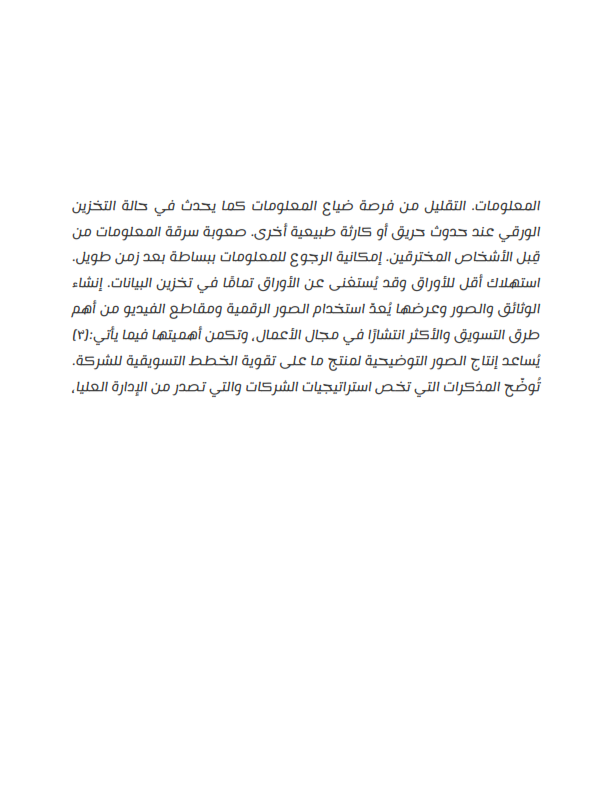 المعلومات. التقليل من فرصة ضياع المعلومات كما يحدث في حالة التخزين
الورقي عند حدوث حريق أو كارثة طبيعية أخرى. صعوبة سرقة المعلومات من
قِبل الأشخاص المخترقين. إمكانية الرجوع للمعلومات ببساطة بعد زمن طويل.
استهلاك أقل للأوراق وقد يُستغنى عن الأوراق تمامًا في تخزين البيانات. إنشاء
الوثائق والصور وعرضها يُعدّ استخدام الصور الرقمية ومقاطع الفيديو من أهم
طرق التسويق والأكثر انتشارًا في مجال الأعمال، وتكمن أهميتها فيما يأتي:(٣)
يُساعد إنتاج الصور التوضيحية لمنتج ما على تقوية الخطط التسويقية للشركة.
تُوضّح المذكرات التي تخص استراتيجيات الشركات والتي تصدر من الإدارة العليا،